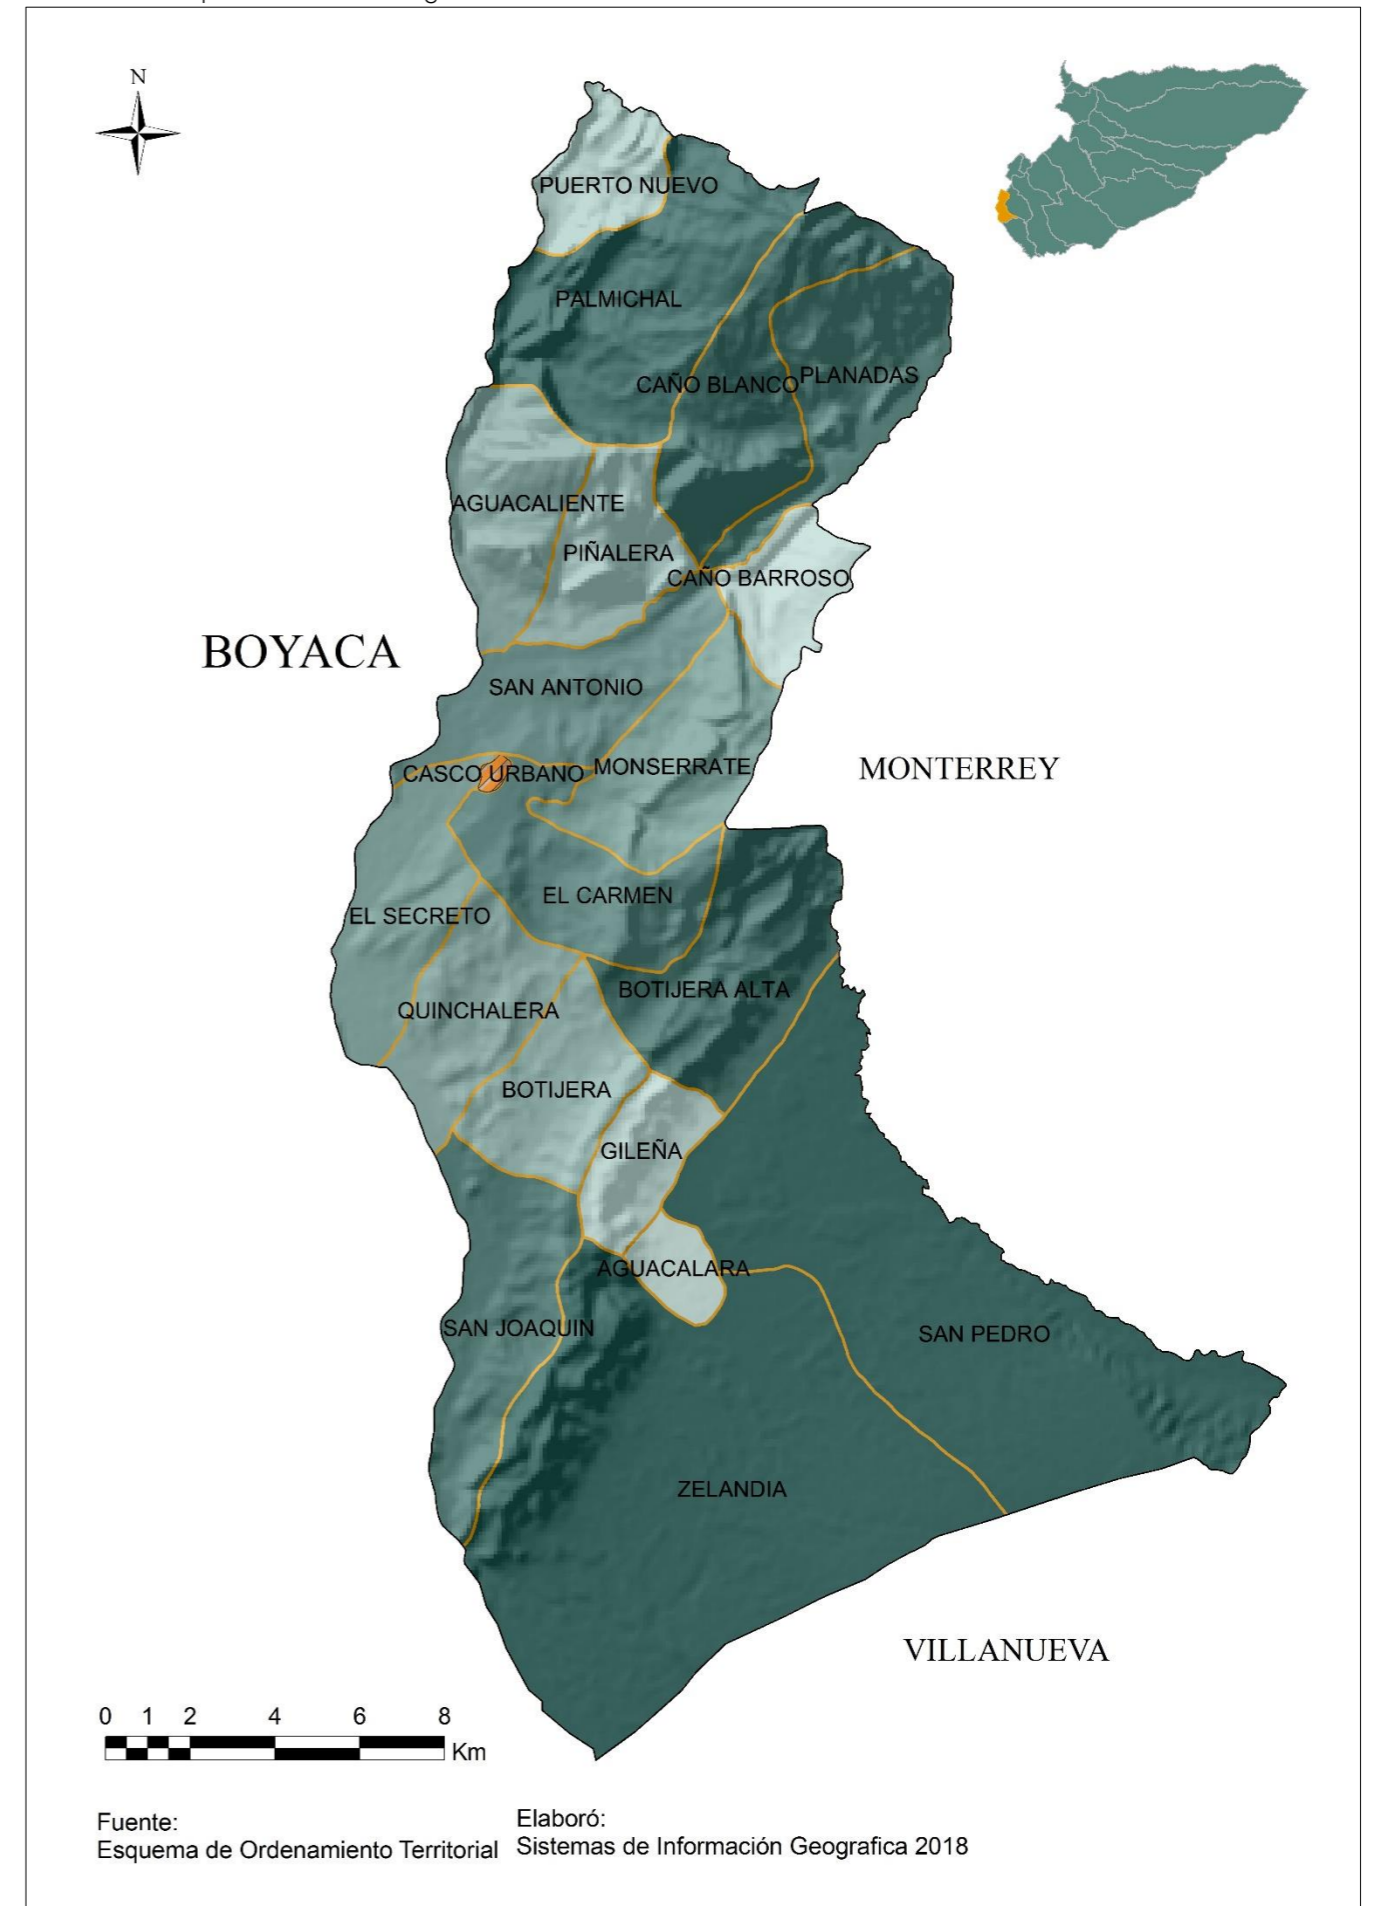 N
PUERTO NUEVO
PALMICHAL
CAÑO BLANCO
PLANADAS
AGUACALIENTE
PIÑALERA
CAÑO BARROSO
BOYACA
SAN ANTONIO
CASCO URBANO
MONSERRATE
MONTERREY
EL CARMEN
EL SECRETO
BOTIJERA ALTA
QUINCHALERA
BOTIJERA
GILEÑA
AGUACALARA
SAN JOAQUIN
SAN PEDRO
ZELANDIA
VILLANUEVA
0 1 2 4 6 8
Km
Fuente:
Esquema de Ordenamiento Territorial
Elaboró:
Sistemas de Información Geografica 2018